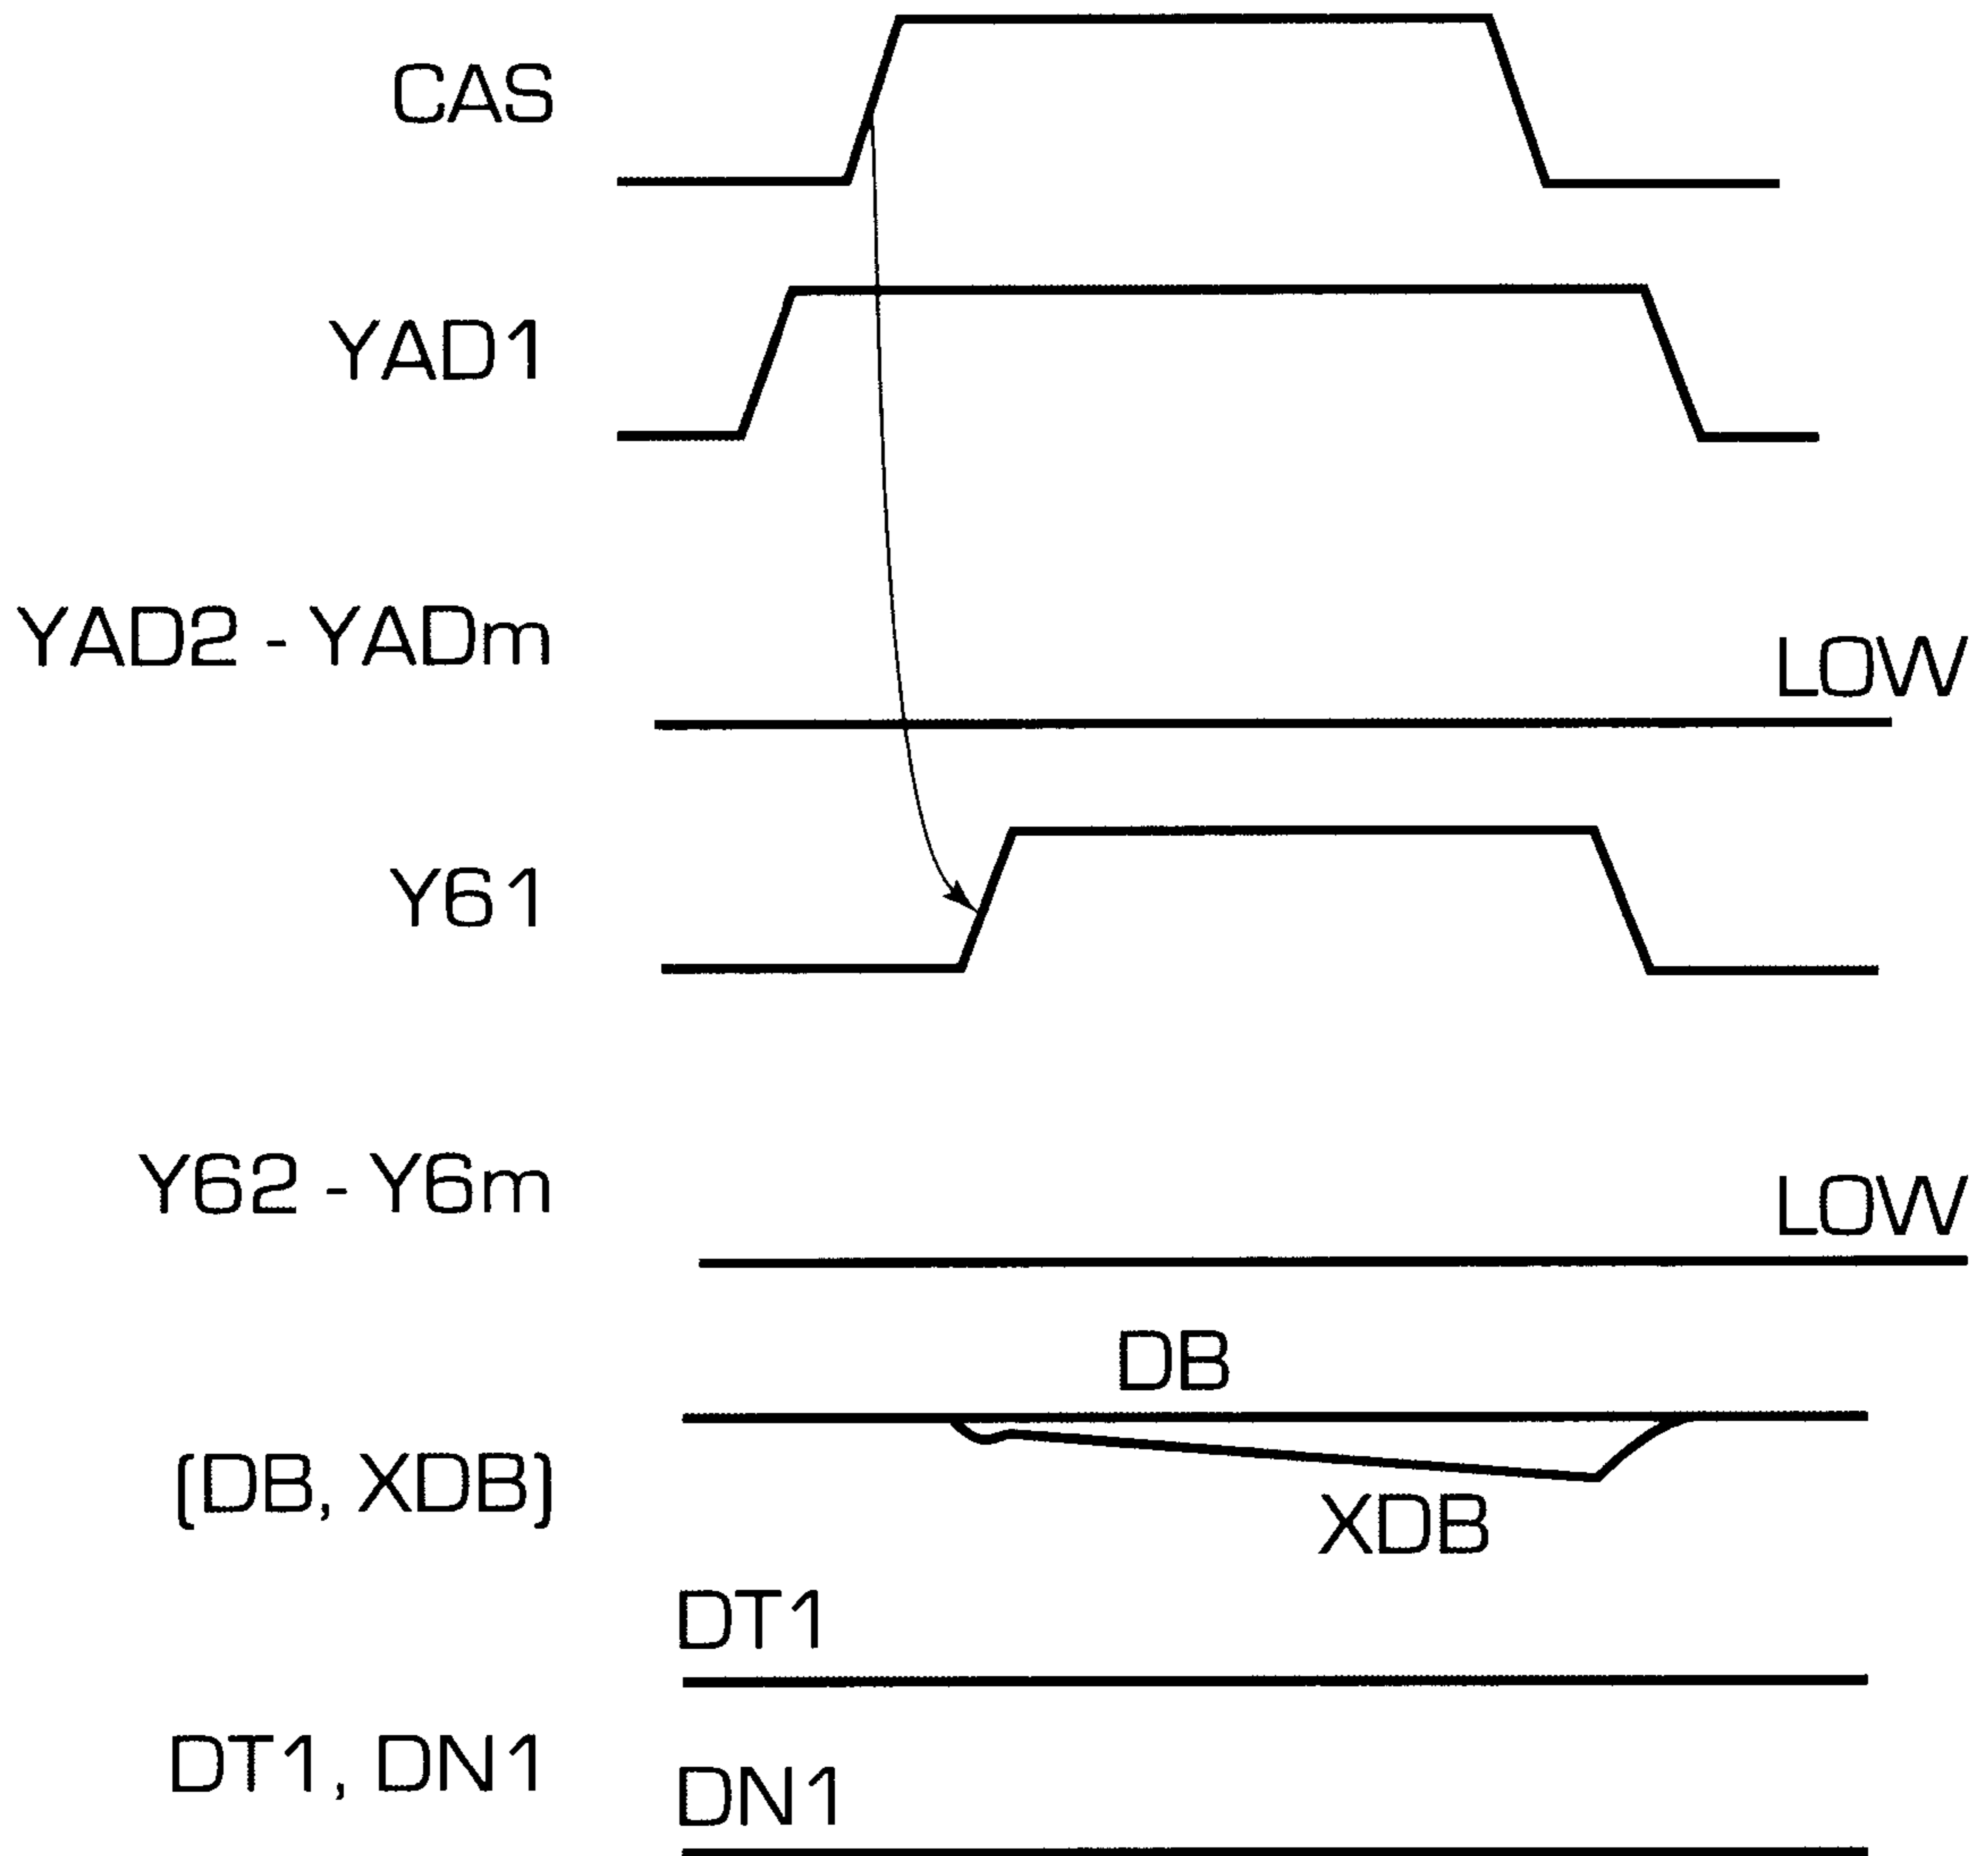 CAS
YAD1
YAD2 - YADm
LOW
Y61
Y62 - Y6m
LOW
DB
(DB, XDB)
XDB
DT1
DT1, DN1
DN1